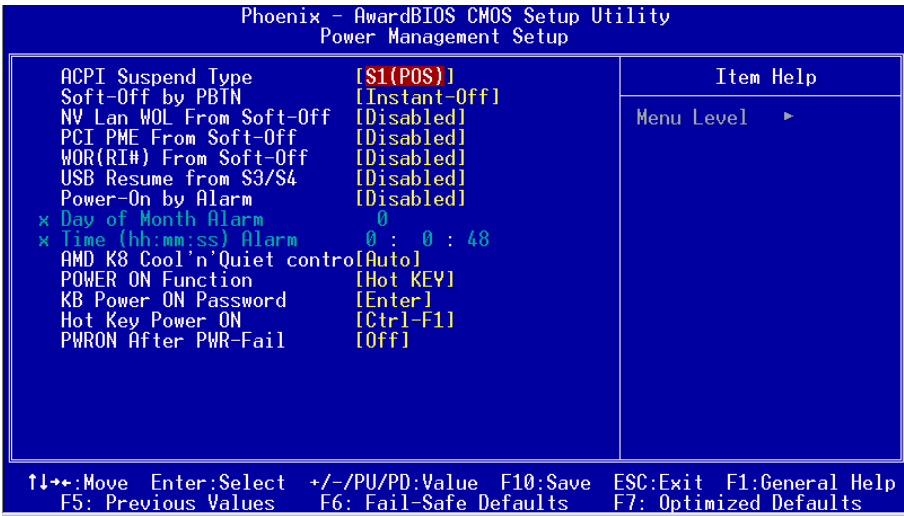 Phoenix - AwardBIOS CMOS Setup Utility
Power Management Setup
ACPI Suspend Type [S1(POS)]
Soft-Off by PBTN [Instant-Off]
NV Lan WOL From Soft-Off [Disabled]
PCI PME From Soft-Off [Disabled]
WOR(RI#) From Soft-Off [Disabled]
USB Resume from S3/S4 [Disabled]
Power-On by Alarm [Disabled]
x Day of Month Alarm 0
x Time (hh:mm:ss) Alarm 0 : 0 : 48
AMD K8 Cool'n'Quiet contro[Auto]
POWER ON Function [Hot KEY]
KB Power ON Password [Enter]
Hot Key Power ON [Ctrl-F1]
PWRON After PWR-Fail [Off]
Item Help
Menu Level ►
↑↓→←:Move Enter:Select +/-/PU/PD:Value F10:Save ESC:Exit F1:General Help
F5: Previous Values F6: Fail-Safe Defaults F7: Optimized Defaults